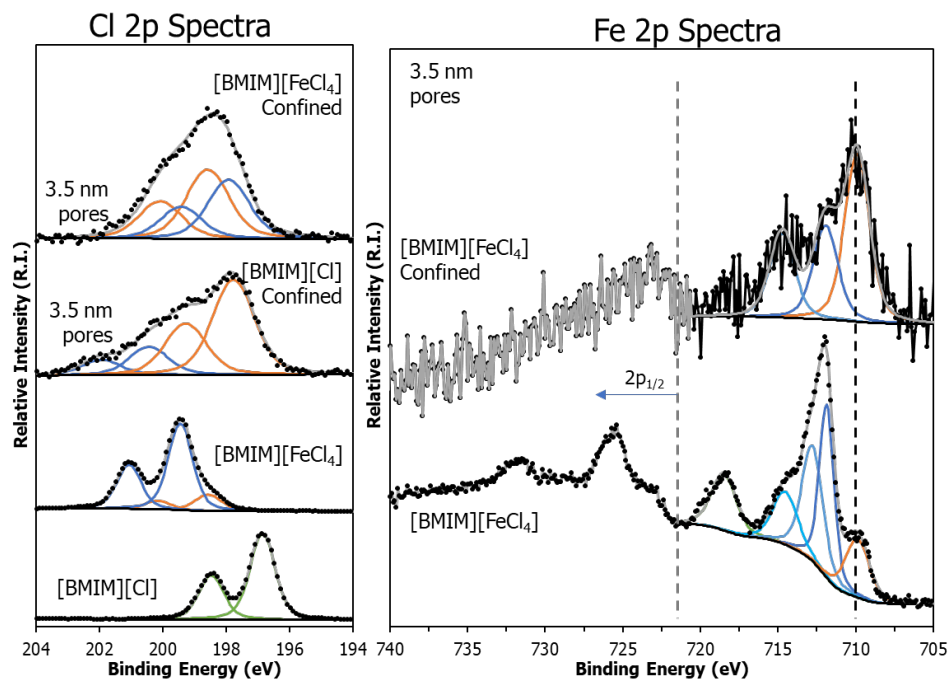 Cl 2p Spectra
[BMIM][FeCl₄]
Confined
3.5 nm
pores
[BMIM][Cl]
Confined
3.5 nm
pores
[BMIM][FeCl₄]
[BMIM][Cl]
Relative Intensity (R.I.)
204 202 200 198 196 194
Binding Energy (eV)
Fe 2p Spectra
3.5 nm
pores
[BMIM][FeCl₄]
Confined
2p₁/₂
[BMIM][FeCl₄]
Relative Intensity (R.I.)
740 735 730 725 720 715 710 705
Binding Energy (eV)